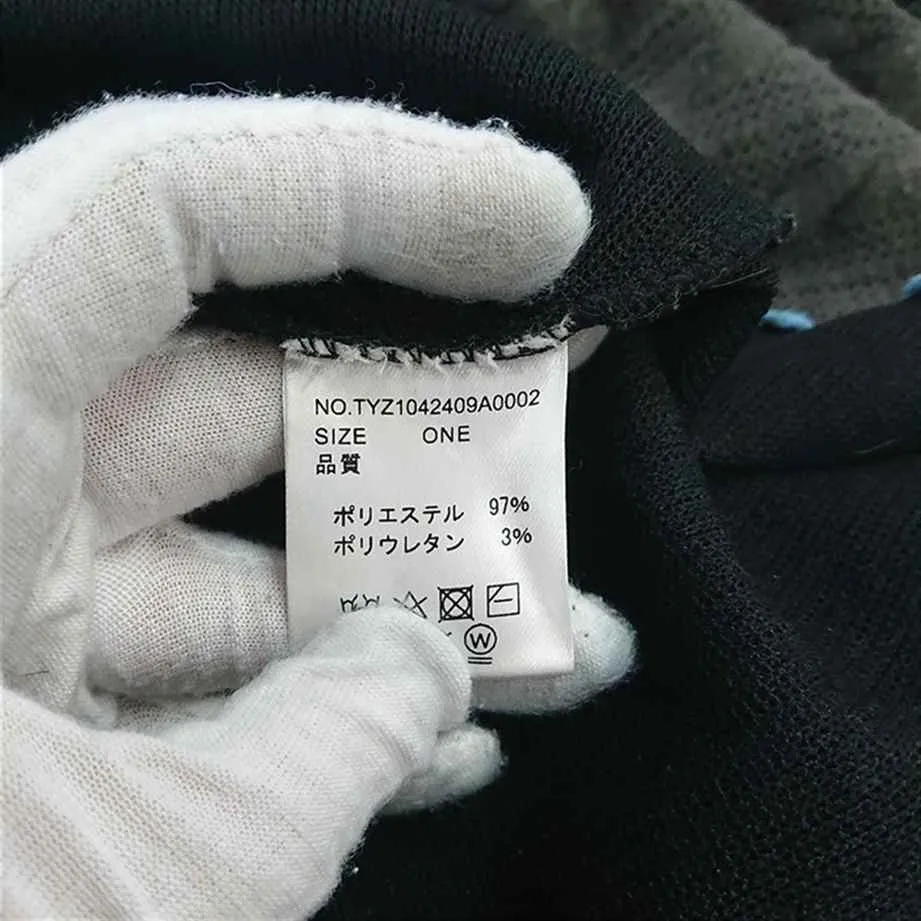 NO.TYZ1042409A0002
SIZE ONE
品質
ポリエステル 97%
ポリウレタン 3%
W